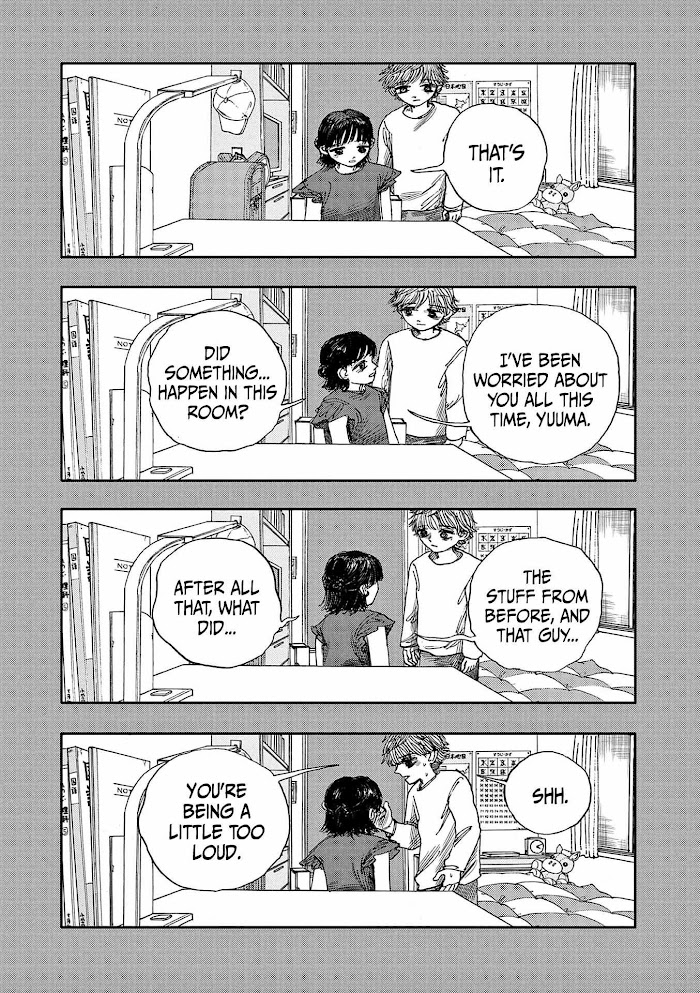 THAT'S
IT.
I'VE BEEN
WORRIED ABOUT
YOU ALL THIS
TIME, YUUMA.
DID
SOMETHING...
HAPPEN IN THIS
ROOM?
THE
STUFF FROM
BEFORE, AND
THAT GUY...
AFTER ALL
THAT, WHAT
DID...
SHH.
YOU'RE
BEING A
LITTLE TOO
LOUD.